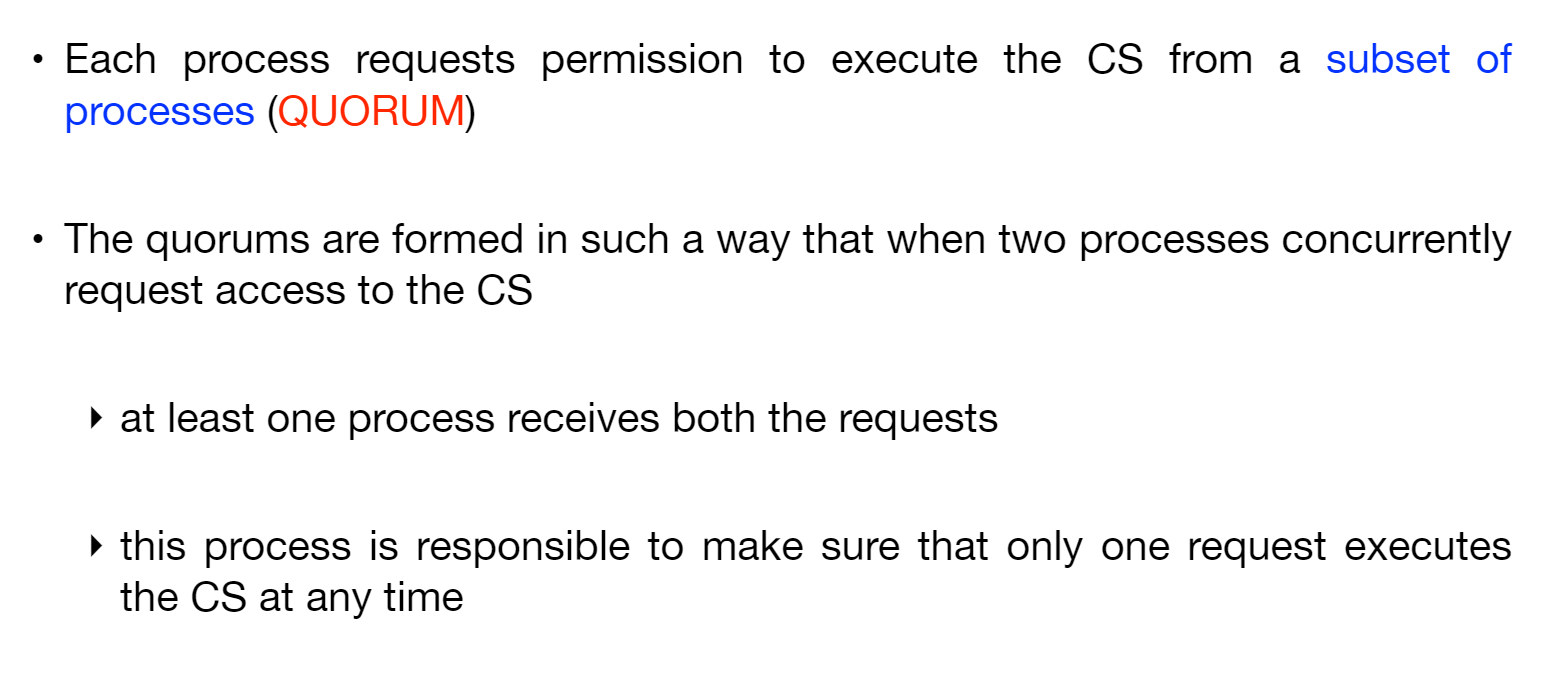 • Each process requests permission to execute the CS from a subset of
processes (QUORUM)
• The quorums are formed in such a way that when two processes concurrently
request access to the CS
‣ at least one process receives both the requests
‣ this process is responsible to make sure that only one request executes
the CS at any time